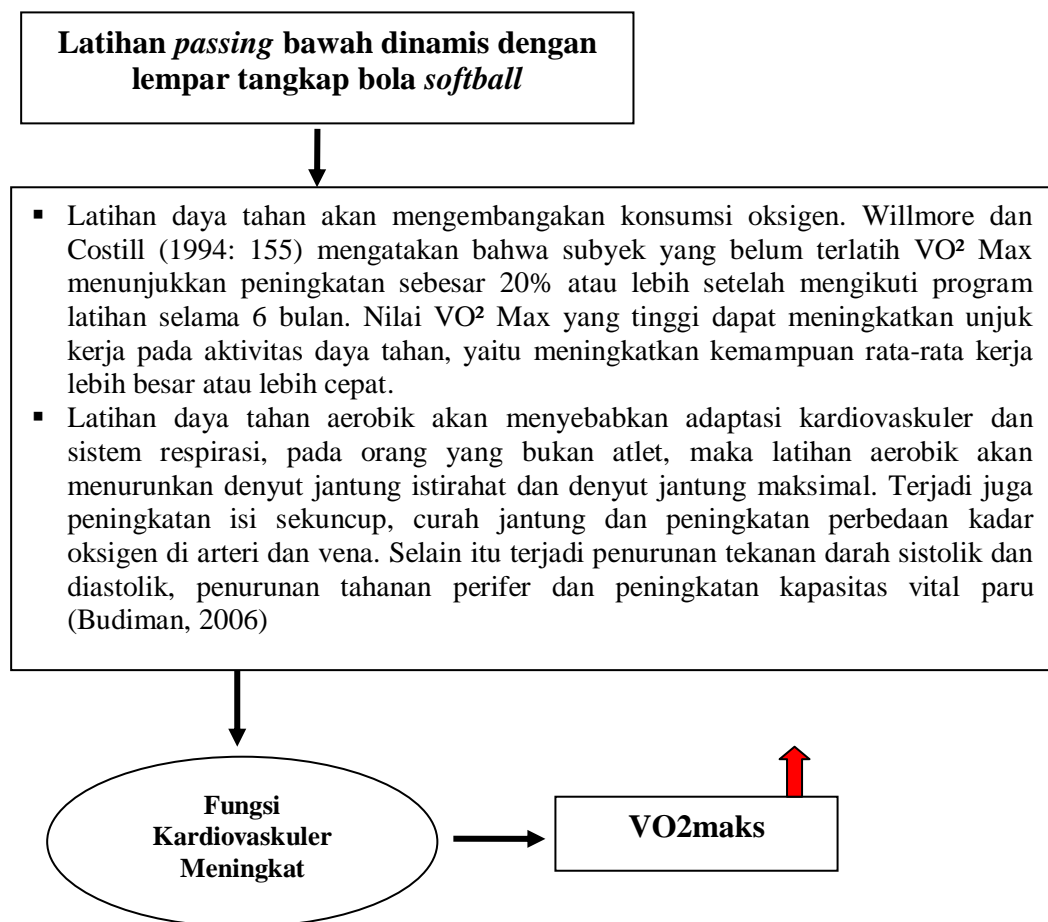 Latihan passing bawah dinamis dengan
lempar tangkap bola softball
▪ Latihan daya tahan akan mengembagakan konsumsi oksigen. Willmore dan
Costill (1994: 155) mengatakan bahwa subyek yang belum terlatih VO² Max
menunjukkan peningkatan sebesar 20% atau lebih setelah mengikuti program
latihan selama 6 bulan. Nilai VO² Max yang tinggi dapat meningkatkan unjuk
kerja pada aktivitas daya tahan, yaitu meningkatkan kemampuan rata-rata kerja
lebih besar atau lebih cepat.
▪ Latihan daya tahan aerobik akan menyebabkan adaptasi kardiovaskuler dan
sistem respirasi, pada orang yang bukan atlet, maka latihan aerobik akan
menurunkan denyut jantung istirahat dan denyut jantung maksimal. Terjadi juga
peningkatan isi sekuncup, curah jantung dan peningkatan perbedaan kadar
oksigen di arteri dan vena. Selain itu terjadi penurunan tekanan darah sistolik dan
diastolik, penurunan tahanan perifer dan peningkatan kapasitas vital paru
(Budiman, 2006)
Fungsi
Kardiovaskuler
Meningkat
VO2maks